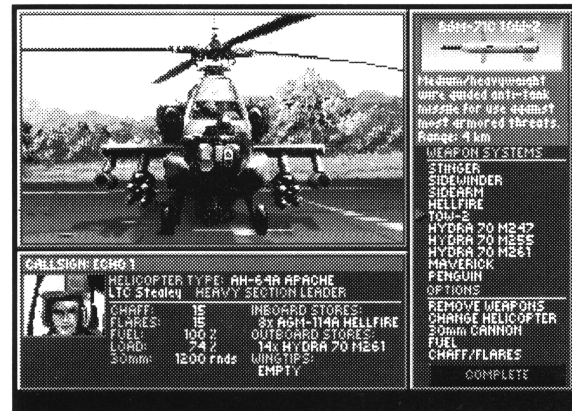 CALLSIGN: ECHO 1
HELICOPTER TYPE: AH-64A APACHE
LTC Stealey HEAVY SECTION LEADER
CHAFF: 15
FLARES: 15
FUEL: 100 %
LOAD: 74 %
30mm: 1200 rnds
INBOARD STORES:
8x AGM-114A HELLFIRE
OUTBOARD STORES:
14x HYDRA 70 M261
WINGTIPS:
EMPTY
BGM-71C TOW-2
Medium/heavyweight
wire guided anti-tank
missile for use against
most armored threats.
Range: 4 km
WEAPON SYSTEMS
STINGER
SIDEWINDER
SIDEARM
HELLFIRE
TOW-2
HYDRA 70 M247
HYDRA 70 M255
HYDRA 70 M261
MAVERICK
PENGUIN
OPTIONS
REMOVE WEAPONS
CHANGE HELICOPTER
30mm CANNON
FUEL
CHAFF/FLARES
COMPLETE